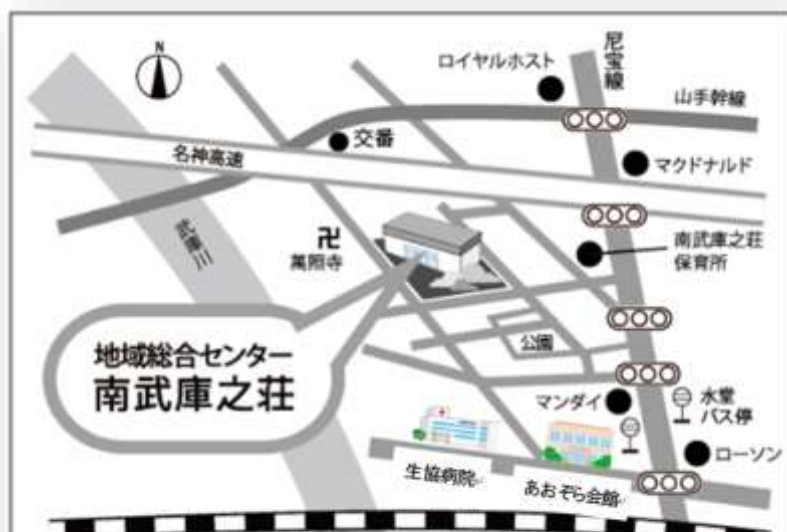 N
ロイヤルホスト
尼宝線
山手幹線
交番
名神高速
マクドナルド
武庫川
卍
萬照寺
南武庫之荘
保育所
地域総合センター
南武庫之荘
公園
マンダイ
水堂
バス停
ローソン
生協病院
あおぞら会館